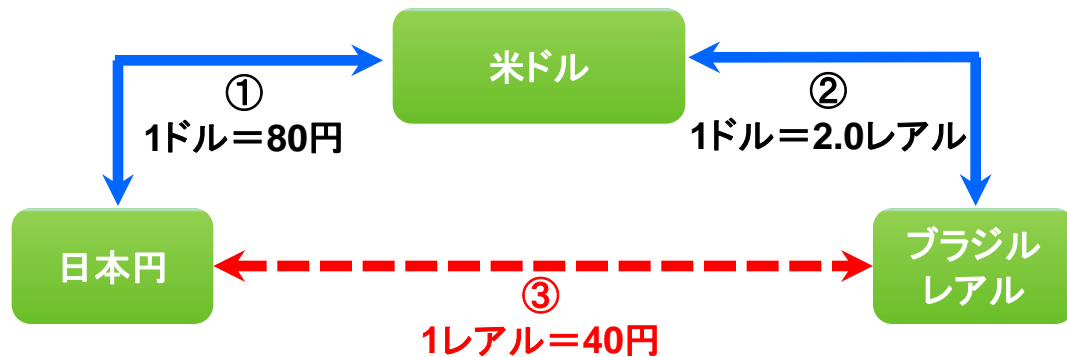 米ドル
①
1ドル＝80円
②
1ドル＝2.0レアル
日本円
ブラジル
レアル
③
1レアル＝40円